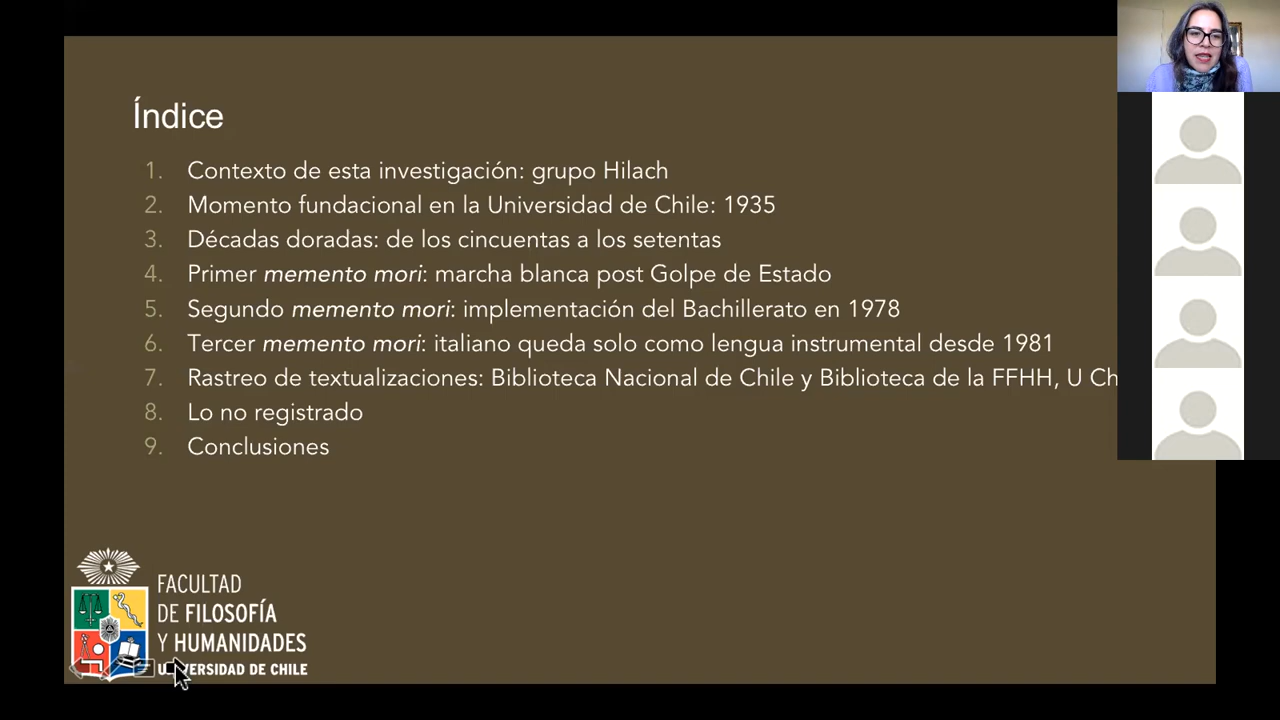 Índice
1. Contexto de esta investigación: grupo Hilach
2. Momento fundacional en la Universidad de Chile: 1935
3. Décadas doradas: de los cincuentas a los setentas
4. Primer memento mori: marcha blanca post Golpe de Estado
5. Segundo memento mori: implementación del Bachillerato en 1978
6. Tercer memento mori: italiano queda solo como lengua instrumental desde 1981
7. Rastreo de textualizaciones: Biblioteca Nacional de Chile y Biblioteca de la FFHH, U Ch
8. Lo no registrado
9. Conclusiones
FACULTAD
DE FILOSOFÍA
Y HUMANIDADES
UNIVERSIDAD DE CHILE